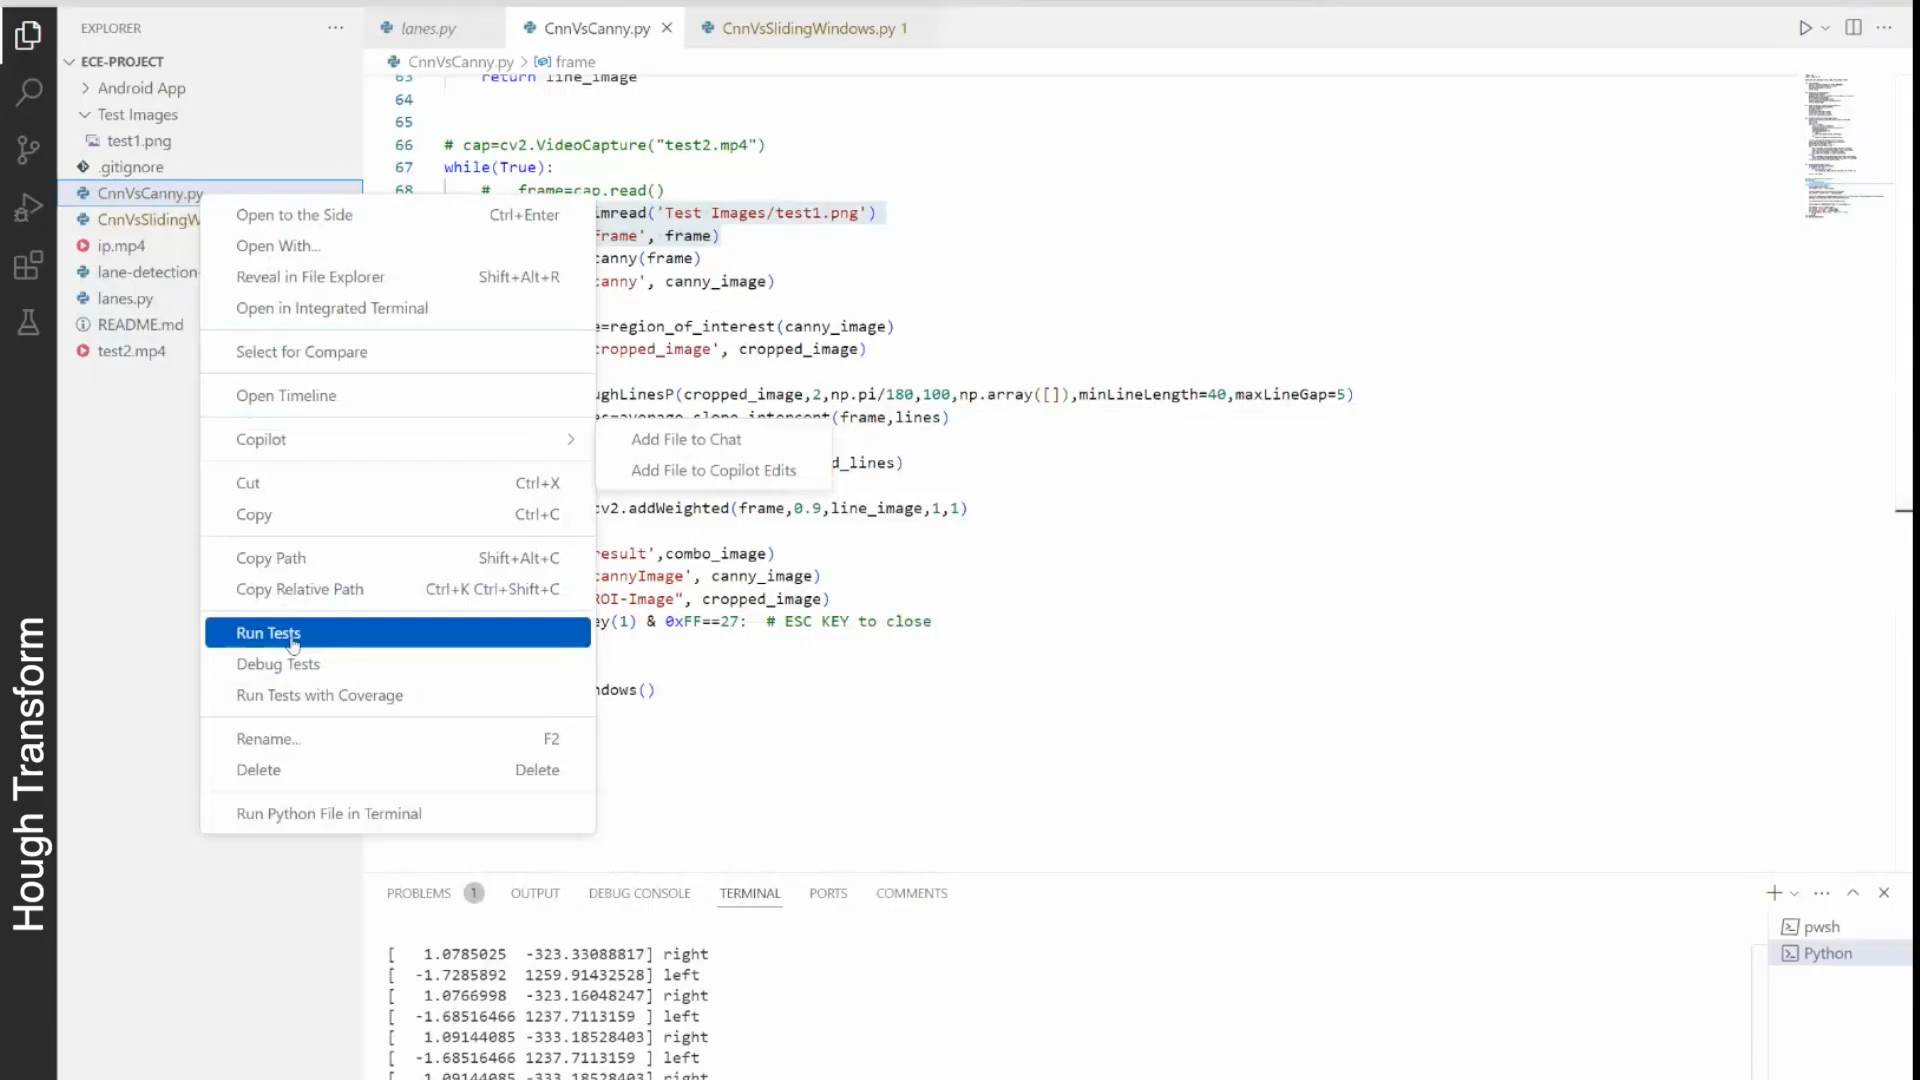 EXPLORER
ECE-PROJECT
Android App
Test Images
test1.png
.gitignore
CnnVsCanny.py
CnnVsSlidingW
ip.mp4
lane-detection-
lanes.py
README.md
test2.mp4
Hough Transform
lanes.py
CnnVsCanny.py
CnnVsSlidingWindows.py 1
CnnVsCanny.py > frame
63 return line_image
64
65
66 # cap=cv2.VideoCapture("test2.mp4")
67 while(True):
68 # _ frame=cap.read()
imread('Test Images/test1.png')
frame', frame)
canny(frame)
canny', canny_image)
e=region_of_interest(canny_image)
cropped_image', cropped_image)
ughLinesP(cropped_image,2,np.pi/180,100,np.array([]),minLineLength=40,maxLineGap=5)
es=average_slope_intercept(frame,lines)
d_lines)
cv2.addWeighted(frame,0.9,line_image,1,1)
result',combo_image)
cannyImage', canny_image)
ROI-Image", cropped_image)
ey(1) & 0xFF==27: # ESC KEY to close
ndows()
Open to the Side Ctrl+Enter
Open With...
Reveal in File Explorer Shift+Alt+R
Open in Integrated Terminal
Select for Compare
Open Timeline
Copilot
Add File to Chat
Add File to Copilot Edits
Cut Ctrl+X
Copy Ctrl+C
Copy Path Shift+Alt+C
Copy Relative Path Ctrl+K Ctrl+Shift+C
Run Tests
Debug Tests
Run Tests with Coverage
Rename... F2
Delete Delete
Run Python File in Terminal
PROBLEMS 1 OUTPUT DEBUG CONSOLE TERMINAL PORTS COMMENTS
pwsh
Python
[ 1.0785025 -323.33088817] right
[ -1.7285892 1259.91432528] left
[ 1.0766998 -323.16048247] right
[ -1.68516466 1237.7113159 ] left
[ 1.09144085 -333.18528403] right
[ -1.68516466 1237.7113159 ] left
[ 1.09144085 -333.18528403] right